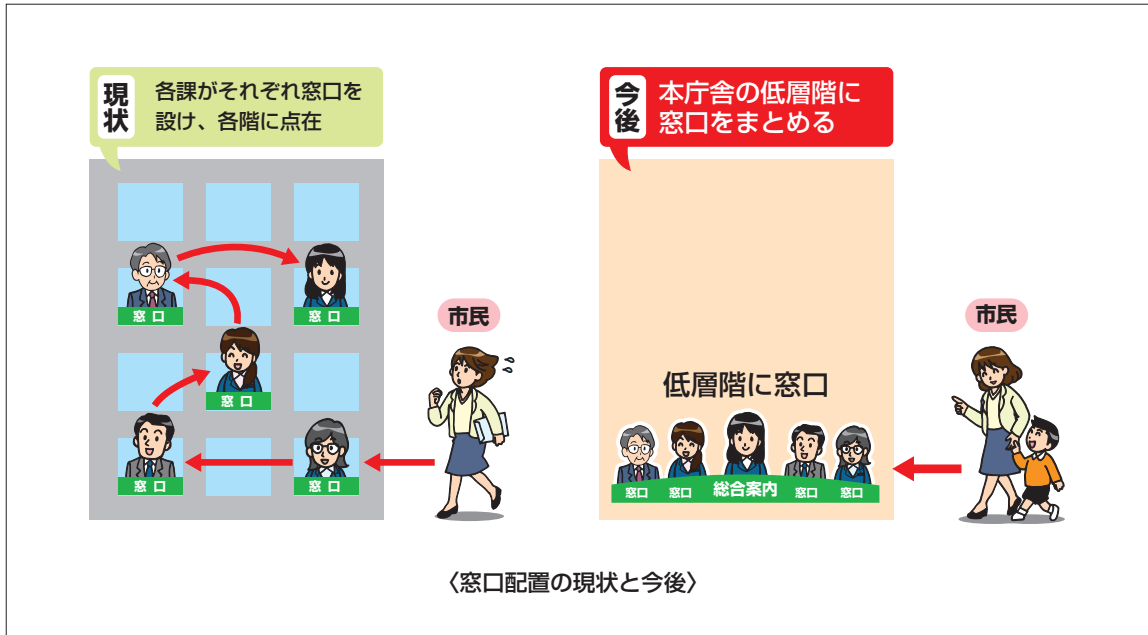 現状
各課がそれぞれ窓口を
設け、各階に点在
窓口
窓口
窓口
窓口
窓口
市民
今後
本庁舎の低層階に
窓口をまとめる
低層階に窓口
窓口 窓口 総合案内 窓口 窓口
市民
〈窓口配置の現状と今後〉